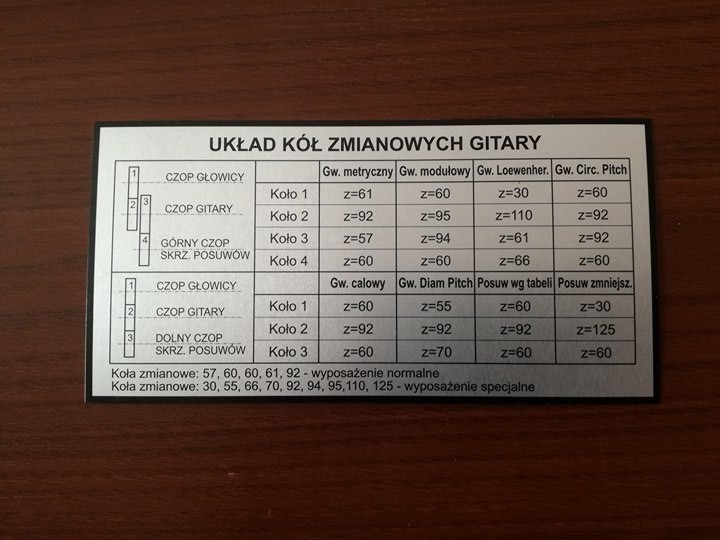 UKŁAD KÓŁ ZMIANOWYCH GITARY
Gw. metryczny Gw. modułowy Gw. Loewenher. Gw. Circ. Pitch
1 CZOP GŁOWICY
Koło 1 z=61 z=60 z=30 z=60
2 3 CZOP GITARY
Koło 2 z=92 z=95 z=110 z=92
4 GÓRNY CZOP
SKRZ. POSUWÓW
Koło 3 z=57 z=94 z=61 z=92
Koło 4 z=60 z=60 z=66 z=60
1 CZOP GŁOWICY
Gw. calowy Gw. Diam Pitch Posuw wg tabeli Posuw zmniejsz.
2 CZOP GITARY
Koło 1 z=60 z=55 z=60 z=30
Koło 2 z=92 z=92 z=92 z=125
3 DOLNY CZOP
SKRZ. POSUWÓW
Koło 3 z=60 z=70 z=60 z=60
Koła zmianowe: 57, 60, 60, 61, 92 - wyposażenie normalne
Koła zmianowe: 30, 55, 66, 70, 92, 94, 95,110, 125 - wyposażenie specjalne